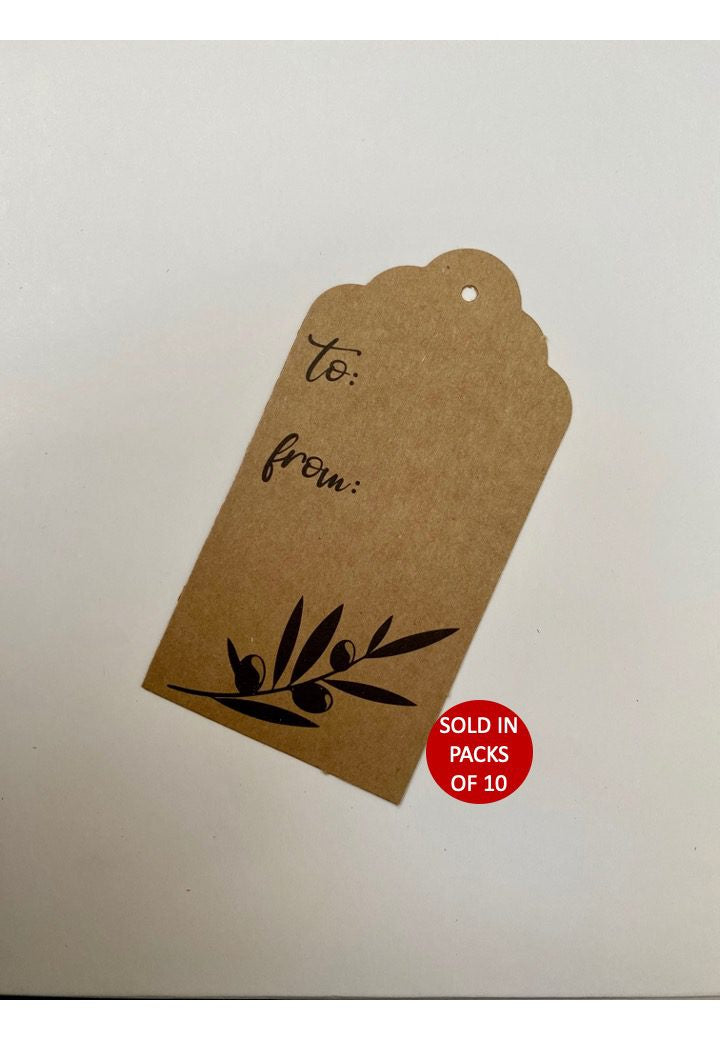 to:
from:
SOLD IN
PACKS
OF 10